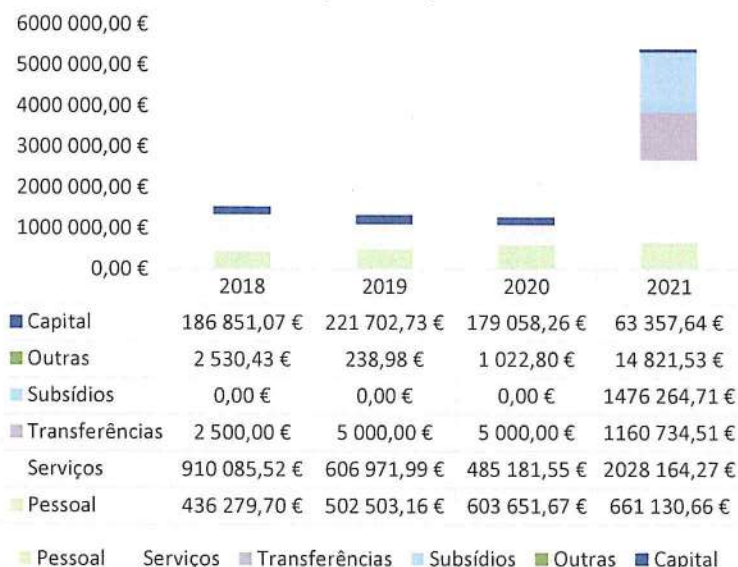 6000 000,00 €
5000 000,00 €
4000 000,00 €
3000 000,00 €
2000 000,00 €
1000 000,00 €
0,00 €
2018 2019 2020 2021
Capital 186 851,07 € 221 702,73 € 179 058,26 € 63 357,64 €
Outras 2 530,43 € 238,98 € 1 022,80 € 14 821,53 €
Subsídios 0,00 € 0,00 € 0,00 € 1476 264,71 €
Transferências 2 500,00 € 5 000,00 € 5 000,00 € 1160 734,51 €
Serviços 910 085,52 € 606 971,99 € 485 181,55 € 2028 164,27 €
Pessoal 436 279,70 € 502 503,16 € 603 651,67 € 661 130,66 €
Pessoal Serviços Transferências Subsídios Outras Capital